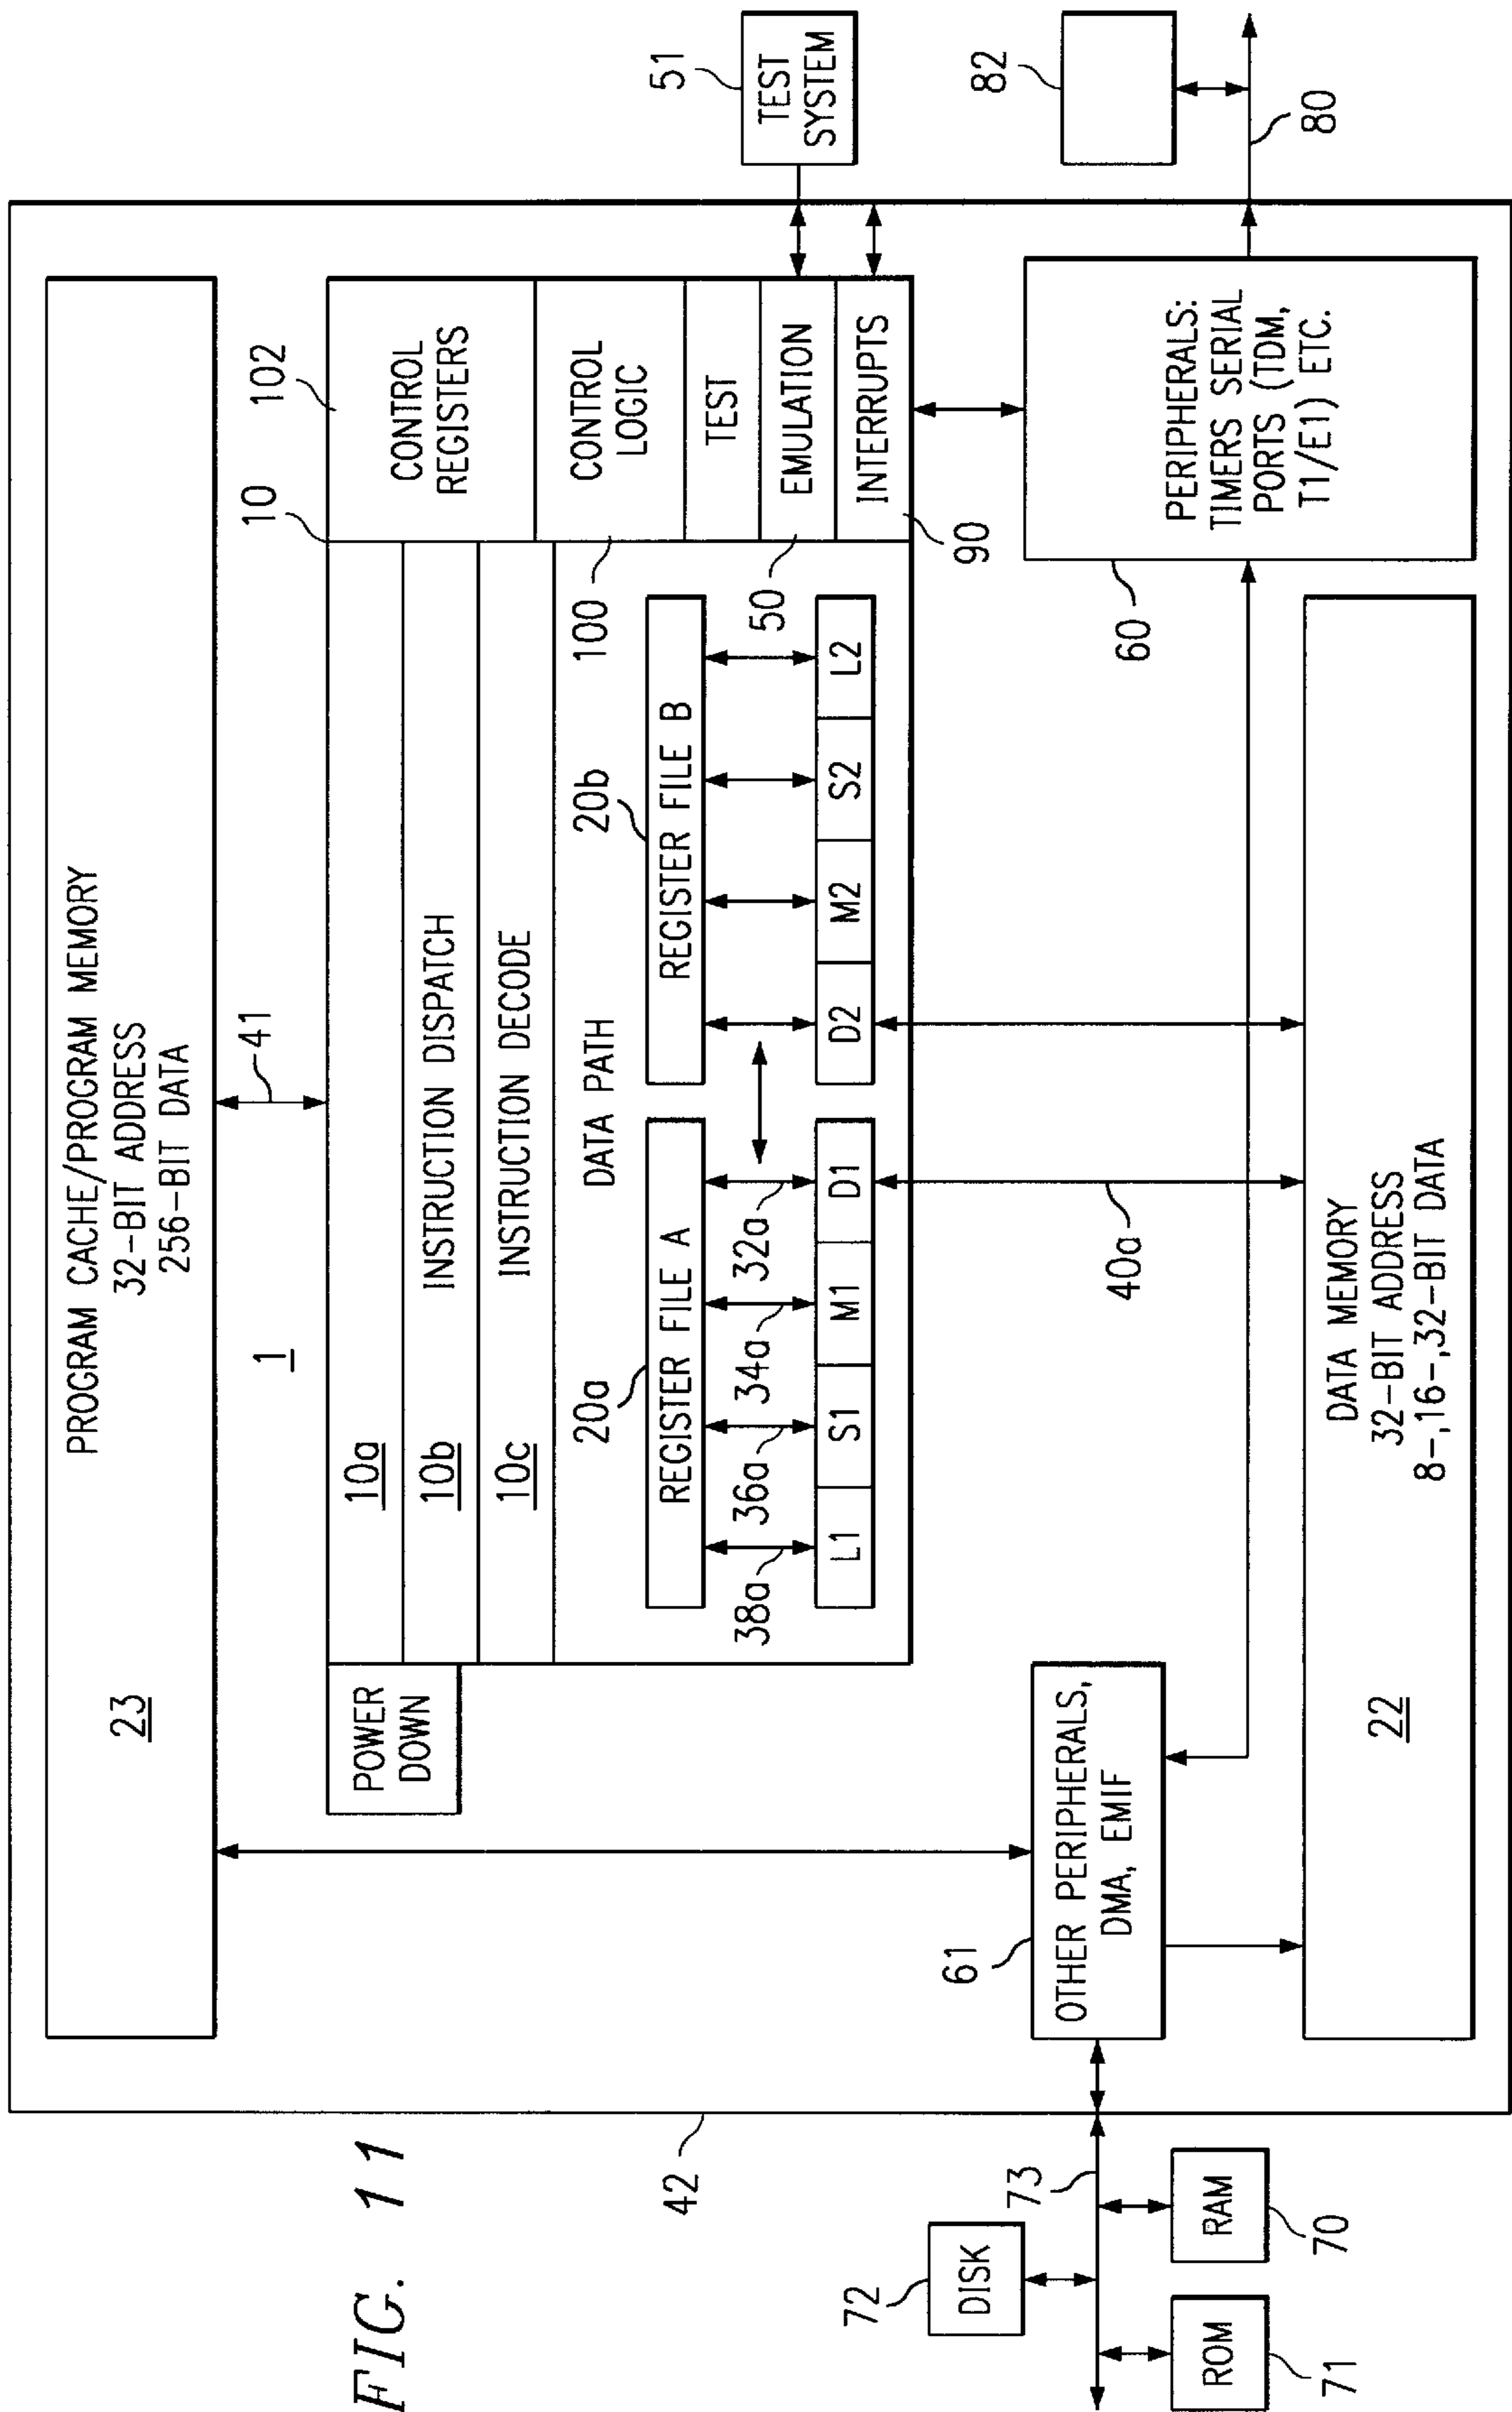 FIG. 11
PROGRAM CACHE/PROGRAM MEMORY
32-BIT ADDRESS
256-BIT DATA
23
1
41
POWER
DOWN
10
102
10a
10b
INSTRUCTION DISPATCH
10c
INSTRUCTION DECODE
DATA PATH
20a
20b
100
REGISTER FILE A
REGISTER FILE B
38a
36a
34a
32a
50
L1
S1
M1
D1
D2
M2
S2
L2
CONTROL
REGISTERS
CONTROL
LOGIC
TEST
EMULATION
INTERRUPTS
90
51
TEST
SYSTEM
82
80
42
72
DISK
73
ROM
71
RAM
70
61
OTHER PERIPHERALS,
DMA, EMIF
40a
60
PERIPHERALS:
TIMERS SERIAL
PORTS (TDM,
T1/E1) ETC.
22
DATA MEMORY
32-BIT ADDRESS
8-,16-,32-BIT DATA